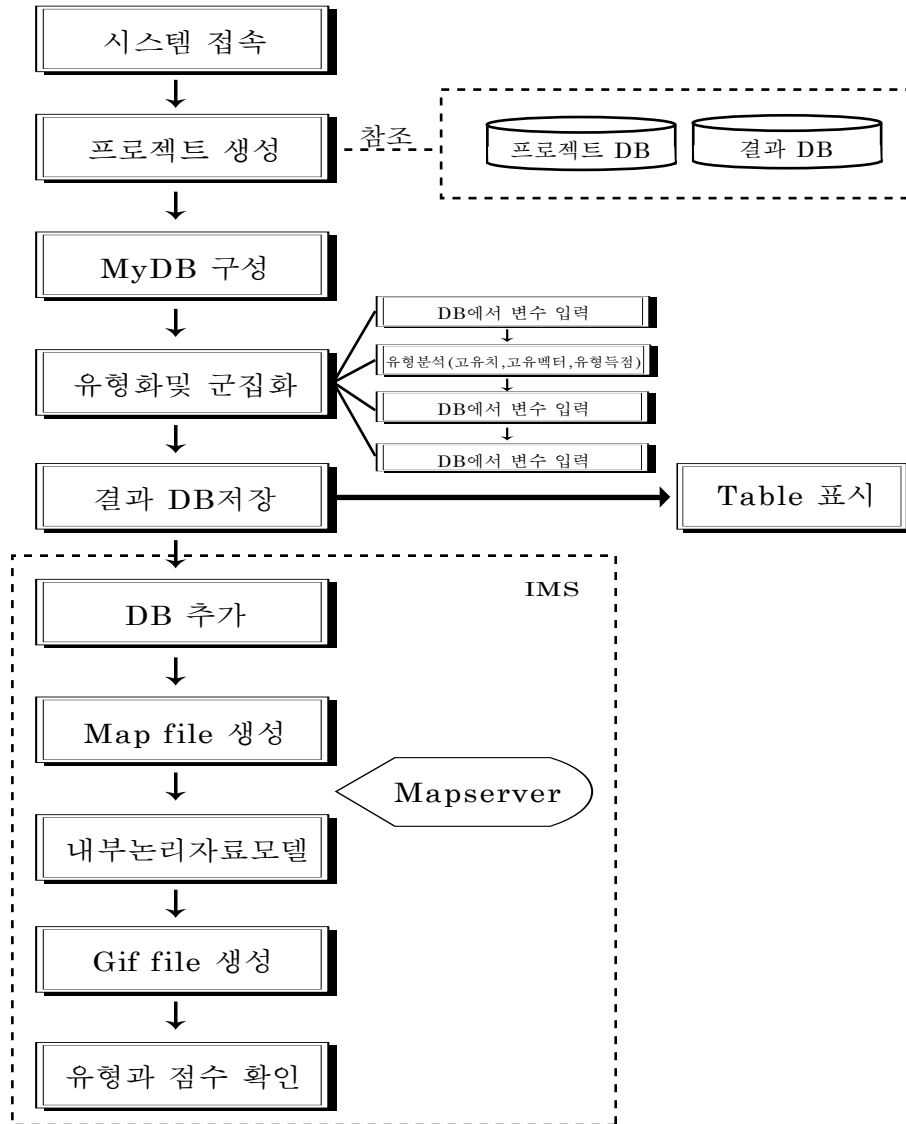 시스템 접속
프로젝트 생성
참조
프로젝트 DB
결과 DB
MyDB 구성
유형화및 군집화
DB에서 변수 입력
유형분석(고유치,고유벡터,유형득점)
DB에서 변수 입력
DB에서 변수 입력
결과 DB저장
Table 표시
IMS
DB 추가
Map file 생성
Mapserver
내부논리자료모델
Gif file 생성
유형과 점수 확인